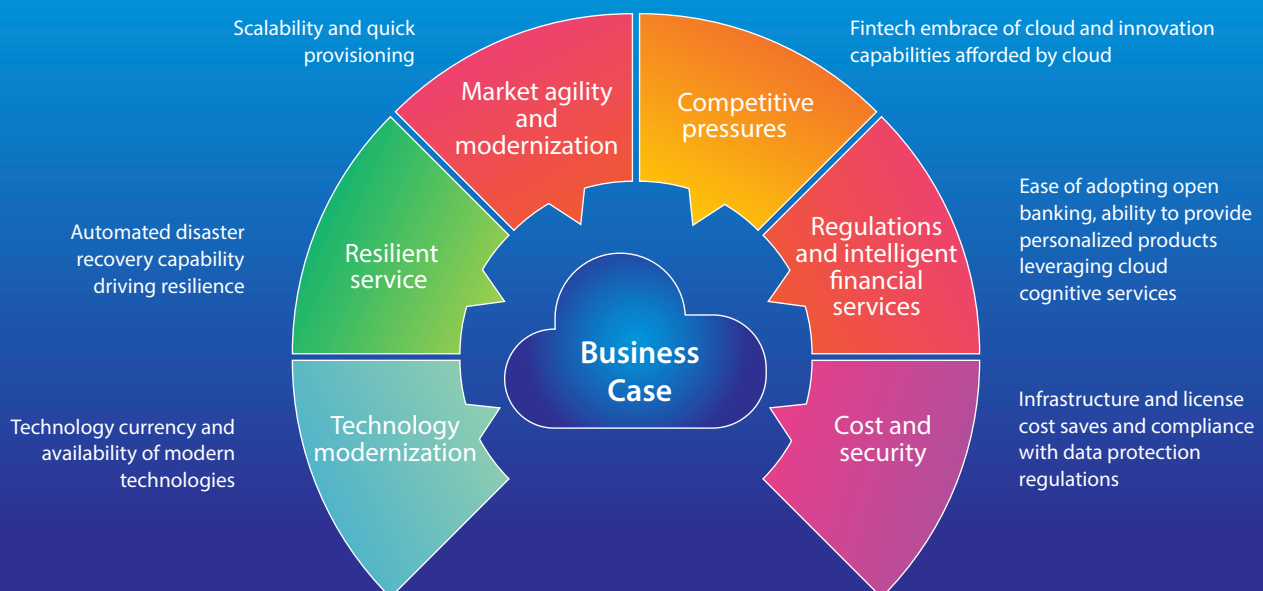 Scalability and quick
provisioning
Fintech embrace of cloud and innovation
capabilities afforded by cloud
Market agility
and
modernization
Competitive
pressures
Automated disaster
recovery capability
driving resilience
Resilient
service
Regulations
and intelligent
financial
services
Ease of adopting open
banking, ability to provide
personalized products
leveraging cloud
cognitive services
Business
Case
Technology currency and
availability of modern
technologies
Technology
modernization
Cost and
security
Infrastructure and license
cost saves and compliance
with data protection
regulations